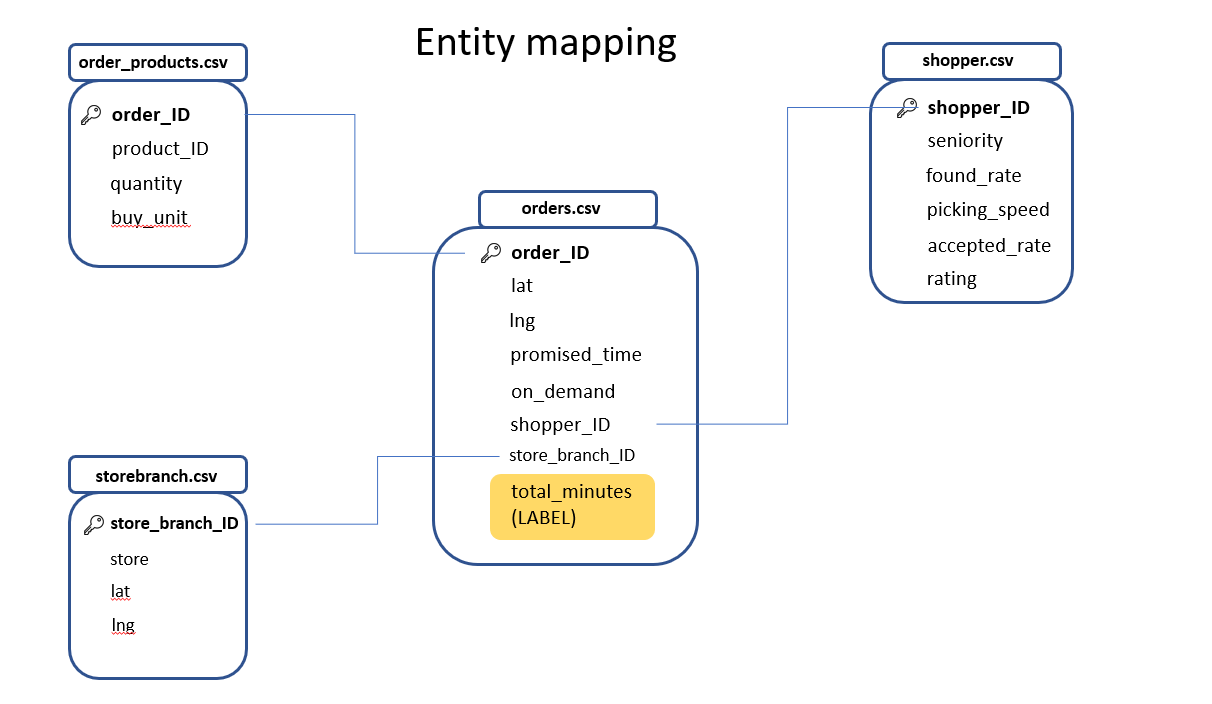 Entity mapping
order_products.csv
order_ID
product_ID
quantity
buy_unit
shopper.csv
shopper_ID
seniority
found_rate
picking_speed
accepted_rate
rating
orders.csv
order_ID
lat
lng
promised_time
on_demand
shopper_ID
store_branch_ID
total_minutes
(LABEL)
storebranch.csv
store_branch_ID
store
lat
lng